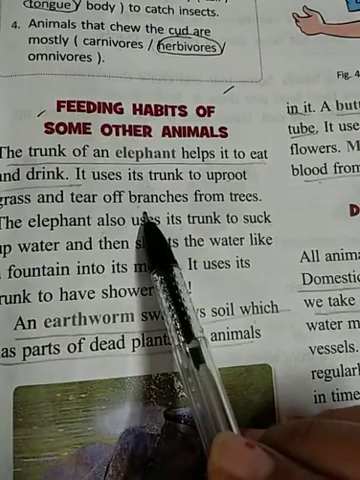 tongue / body ) to catch insects.
4. Animals that chew the cud are
mostly ( carnivores / herbivores /
omnivores ).
Fig. 4
FEEDING HABITS OF
SOME OTHER ANIMALS
The trunk of an elephant helps it to eat
and drink. It uses its trunk to uproot
grass and tear off branches from trees.
The elephant also uses its trunk to suck
up water and then the water like
fountain into its It uses its
trunk to have shower !
An earthworm soil which
has parts of dead animals
in it. A
tube, It use
flowers.
blood from
D
All anima
Domestic
we take
water m
vessels.
regular
in time